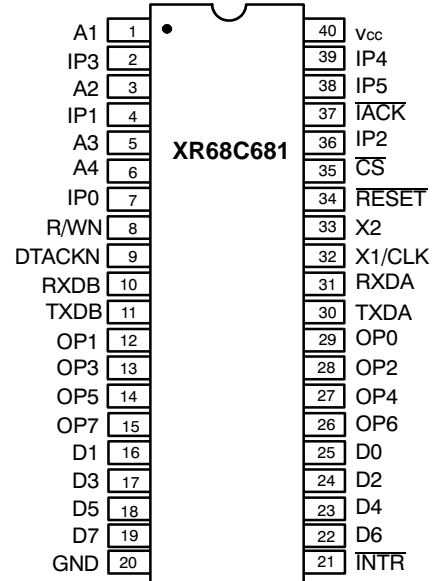 A1 1 40 Vcc
IP3 2 39 IP4
A2 3 38 IP5
IP1 4 37 IACK
XR68C681
A3 5 36 IP2
A4 6 35 CS
IP0 7 34 RESET
R/WN 8 33 X2
DTACKN 9 32 X1/CLK
RXDB 10 31 RXDA
TXDB 11 30 TXDA
OP1 12 29 OP0
OP3 13 28 OP2
OP5 14 27 OP4
OP7 15 26 OP6
D1 16 25 D0
D3 17 24 D2
D5 18 23 D4
D7 19 22 D6
GND 20 21 INTR